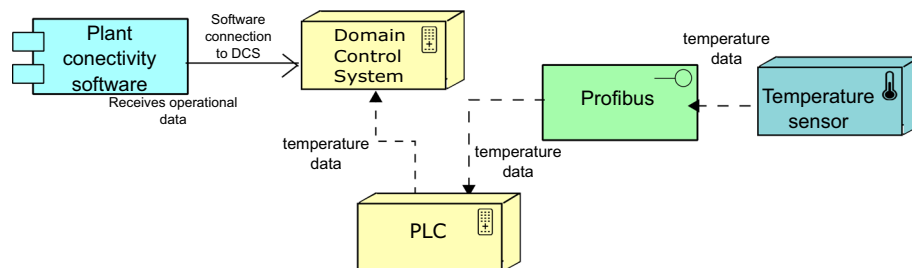 Plant
conectivity
software
Software
connection
to DCS
Receives operational
data
Domain
Control
System
temperature
data
Profibus
temperature
data
Temperature
sensor
temperature
data
PLC